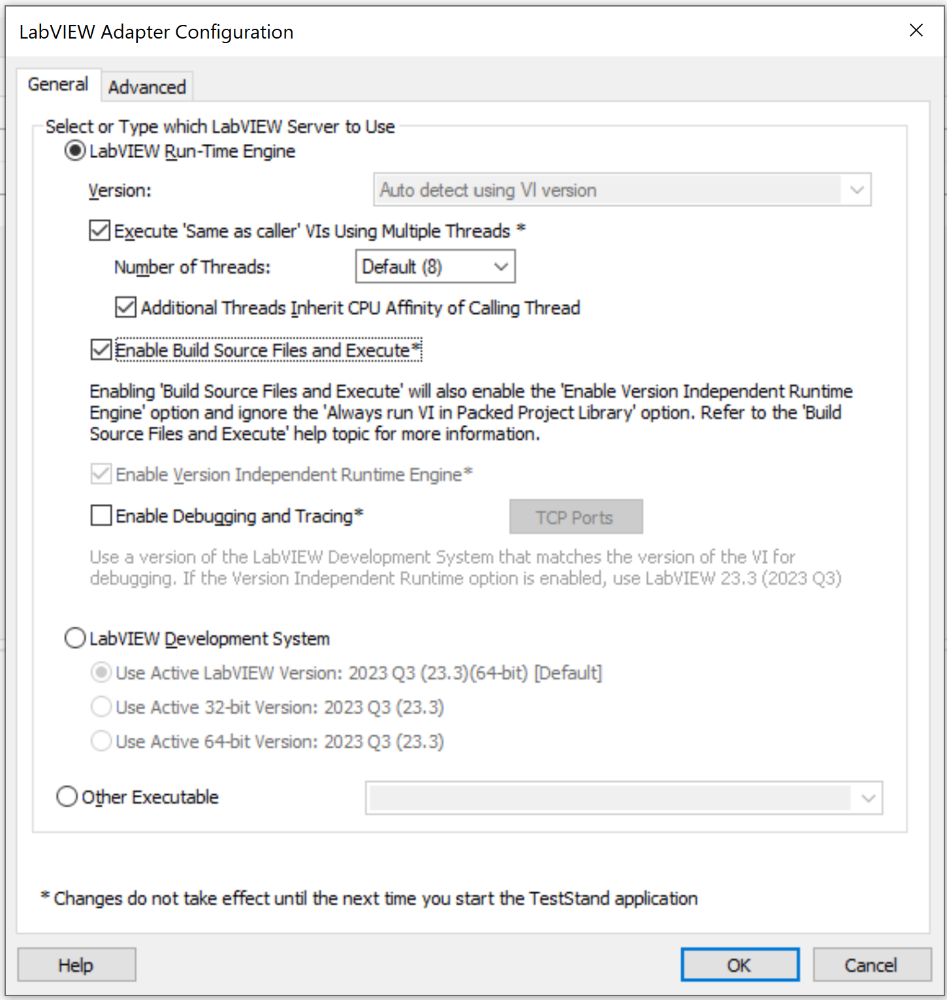 LabVIEW Adapter Configuration
General
Advanced
Select or Type which LabVIEW Server to Use
LabVIEW Run-Time Engine
Version:
Auto detect using VI version
Execute 'Same as caller' VIs Using Multiple Threads *
Number of Threads:
Default (8)
Additional Threads Inherit CPU Affinity of Calling Thread
Enable Build Source Files and Execute*
Enabling 'Build Source Files and Execute' will also enable the 'Enable Version Independent Runtime
Engine' option and ignore the 'Always run VI in Packed Project Library' option. Refer to the 'Build
Source Files and Execute' help topic for more information.
Enable Version Independent Runtime Engine*
Enable Debugging and Tracing*
TCP Ports
Use a version of the LabVIEW Development System that matches the version of the VI for
debugging. If the Version Independent Runtime option is enabled, use LabVIEW 23.3 (2023 Q3)
LabVIEW Development System
Use Active LabVIEW Version: 2023 Q3 (23.3)(64-bit) [Default]
Use Active 32-bit Version: 2023 Q3 (23.3)
Use Active 64-bit Version: 2023 Q3 (23.3)
Other Executable
* Changes do not take effect until the next time you start the TestStand application
Help
OK
Cancel